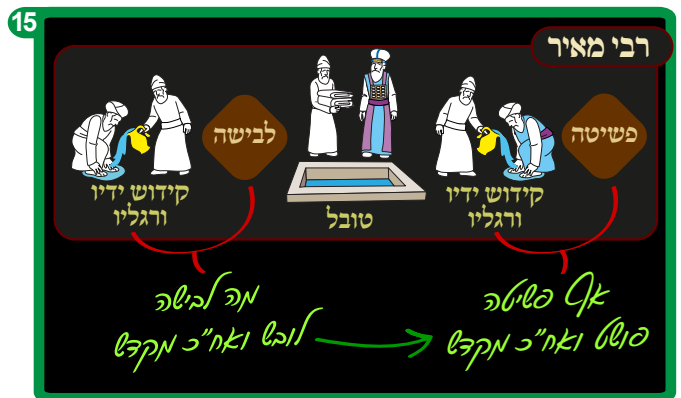 15
רבי מאיר
פשיטה
קידוש ידיו
ורגליו
טובל
לבישה
קידוש ידיו
ורגליו
אף פשיטה
פושט ואח"כ מקדש
מה לבישה
לובש ואח"כ מקדש